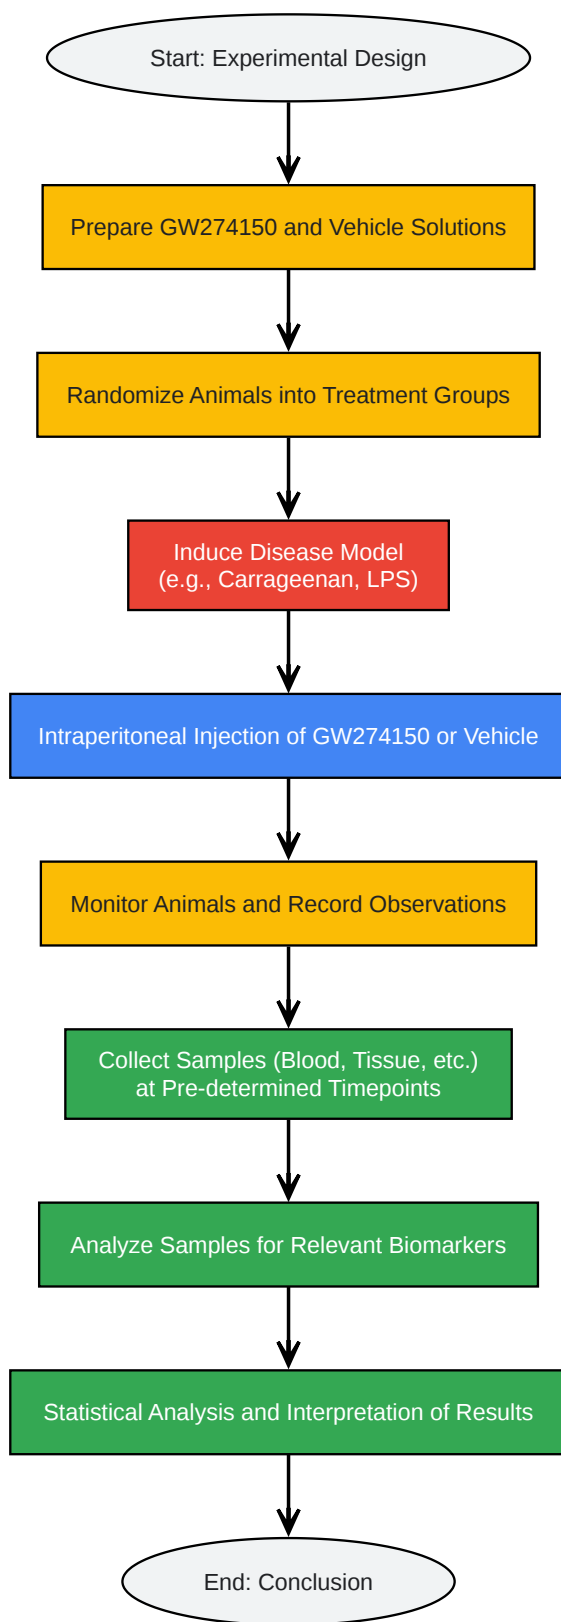 Start: Experimental Design
Prepare GW274150 and Vehicle Solutions
Randomize Animals into Treatment Groups
Induce Disease Model
(e.g., Carrageenan, LPS)
Intraperitoneal Injection of GW274150 or Vehicle
Monitor Animals and Record Observations
Collect Samples (Blood, Tissue, etc.)
at Pre-determined Timepoints
Analyze Samples for Relevant Biomarkers
Statistical Analysis and Interpretation of Results
End: Conclusion